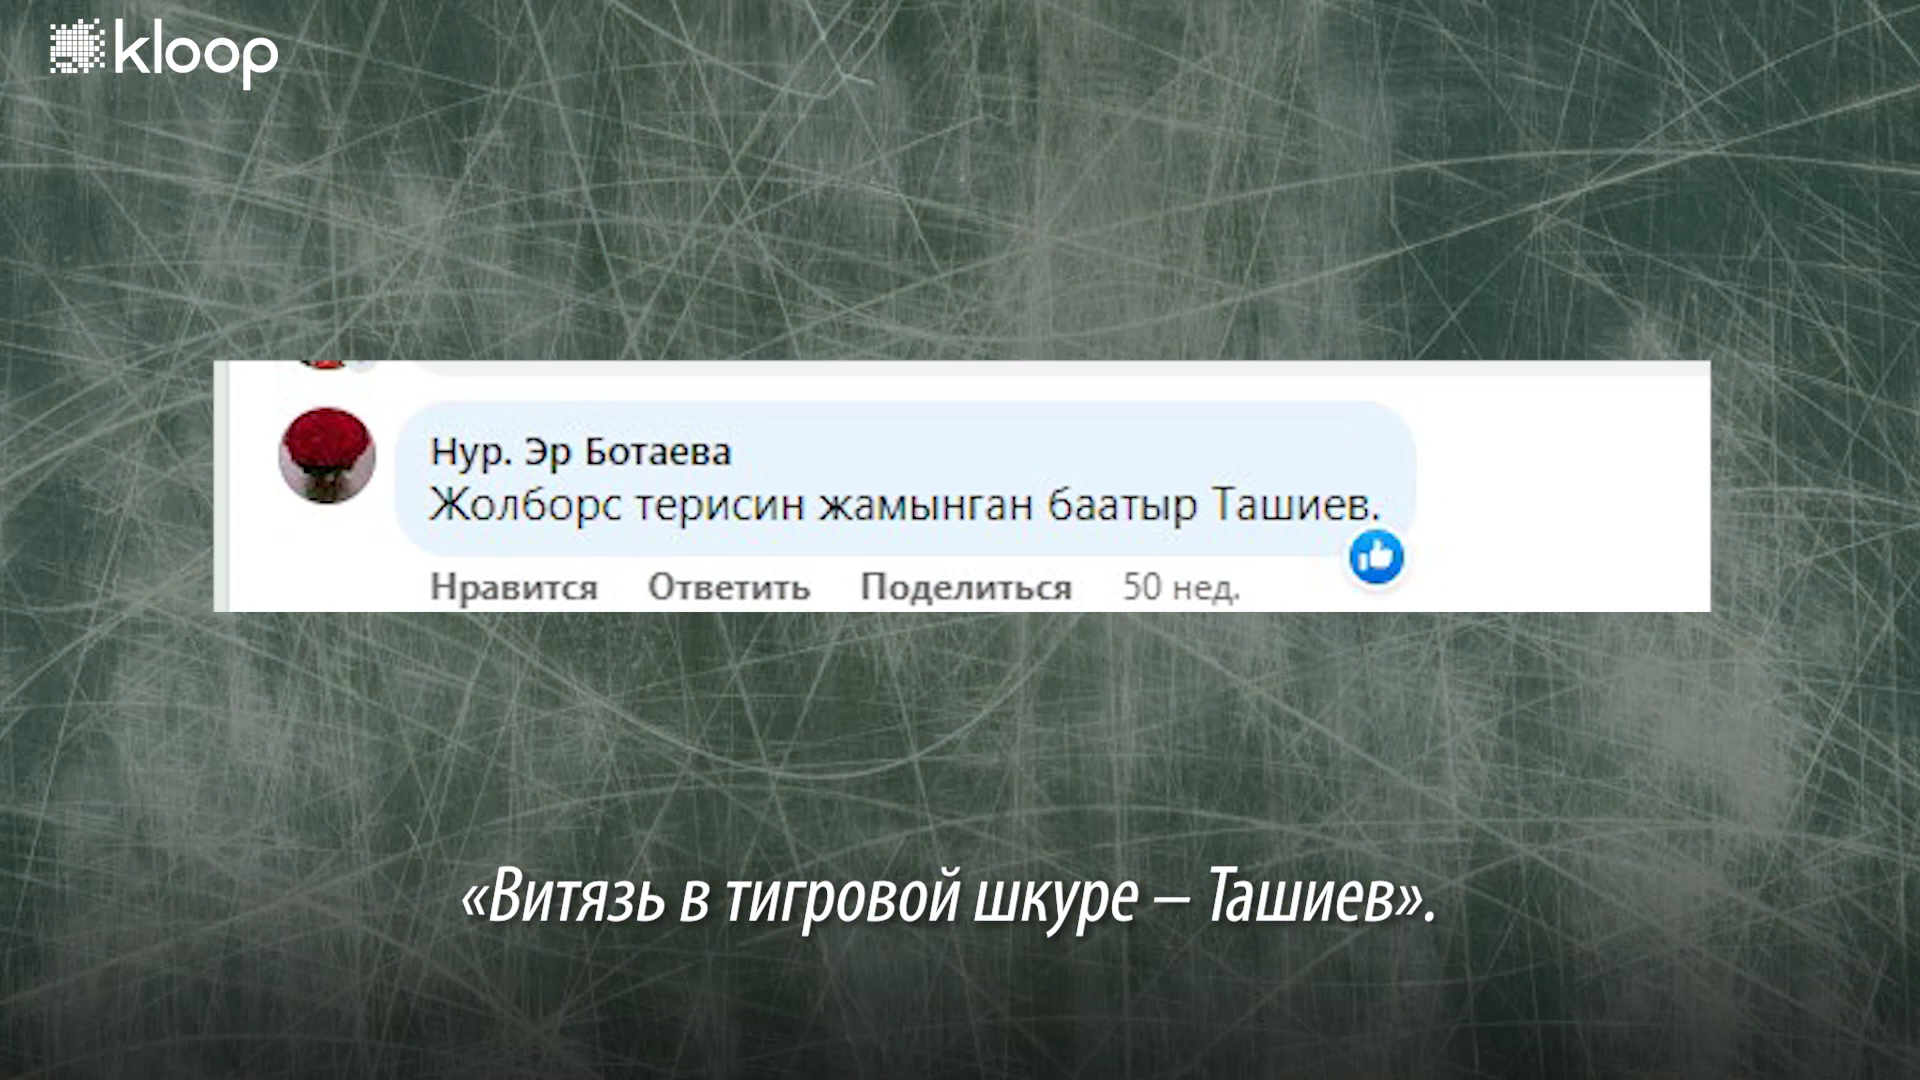 kloop
Нур. Эр Ботаева
Жолборс терисин жамынган баатыр Ташиев.
Нравится Ответить Поделиться 50 нед.
«Витязь в тигровой шкуре – Ташиев».